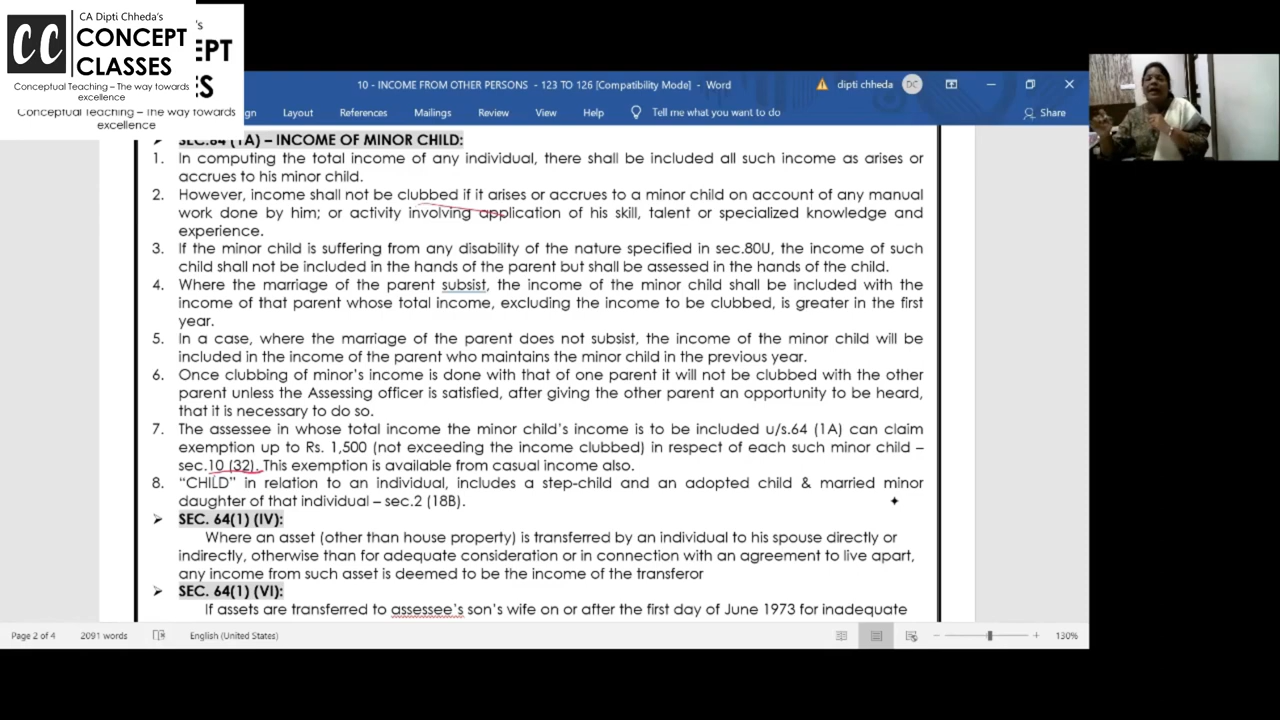 CA Dipti Chheda's
CONCEPT
CLASSES
Conceptual Teaching – The way towards
excellence
's
EPT
S
Conceptual Teaching – The way towards
excellence
10 - INCOME FROM OTHER PERSONS - 123 TO 126 [Compatibility Mode] - Word
dipti chheda
DC
gn Layout References Mailings Review View Help Tell me what you want to do Share
➤ SEC.64 (1A) – INCOME OF MINOR CHILD:
1. In computing the total income of any individual, there shall be included all such income as arises or
accrues to his minor child.
2. However, income shall not be clubbed if it arises or accrues to a minor child on account of any manual
work done by him; or activity involving application of his skill, talent or specialized knowledge and
experience.
3. If the minor child is suffering from any disability of the nature specified in sec.80U, the income of such
child shall not be included in the hands of the parent but shall be assessed in the hands of the child.
4. Where the marriage of the parent subsist, the income of the minor child shall be included with the
income of that parent whose total income, excluding the income to be clubbed, is greater in the first
year.
5. In a case, where the marriage of the parent does not subsist, the income of the minor child will be
included in the income of the parent who maintains the minor child in the previous year.
6. Once clubbing of minor's income is done with that of one parent it will not be clubbed with the other
parent unless the Assessing officer is satisfied, after giving the other parent an opportunity to be heard,
that it is necessary to do so.
7. The assessee in whose total income the minor child's income is to be included u/s.64 (1A) can claim
exemption up to Rs. 1,500 (not exceeding the income clubbed) in respect of each such minor child –
sec.10 (32). This exemption is available from casual income also.
8. "CHILD" in relation to an individual, includes a step-child and an adopted child & married minor
daughter of that individual – sec.2 (18B).
➤ SEC. 64(1) (IV):
Where an asset (other than house property) is transferred by an individual to his spouse directly or
indirectly, otherwise than for adequate consideration or in connection with an agreement to live apart,
any income from such asset is deemed to be the income of the transferor
➤ SEC. 64(1) (VI):
If assets are transferred to assessee's son's wife on or after the first day of June 1973 for inadequate
Page 2 of 4 2091 words English (United States) 130%